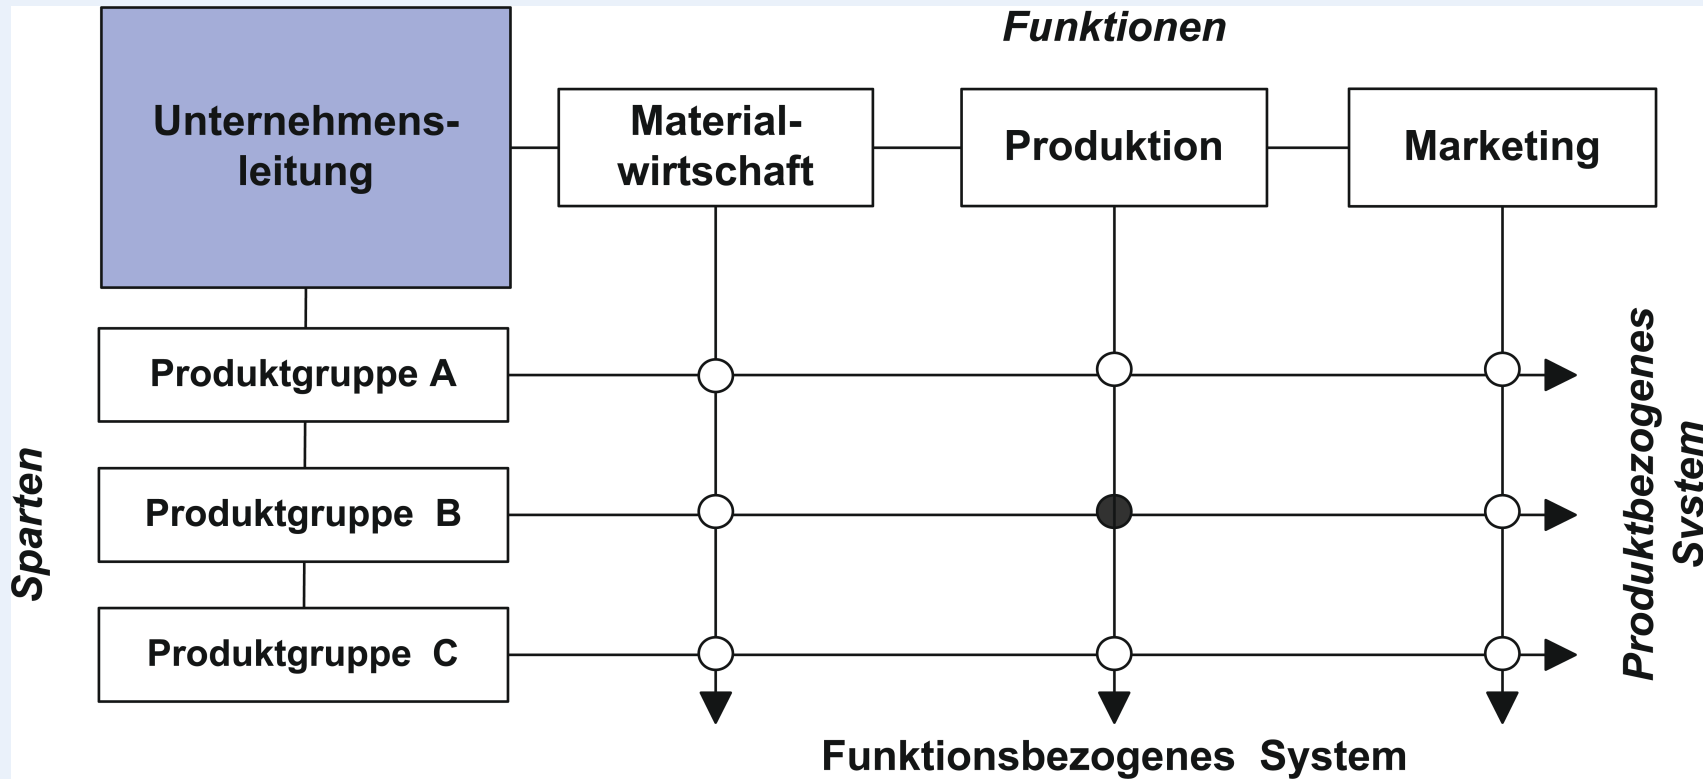 Funktionen
Unternehmens-
leitung
Material-
wirtschaft
Produktion
Marketing
Sparten
Produktgruppe A
Produktgruppe B
Produktgruppe C
Produktbezogenes
System
Funktionsbezogenes System